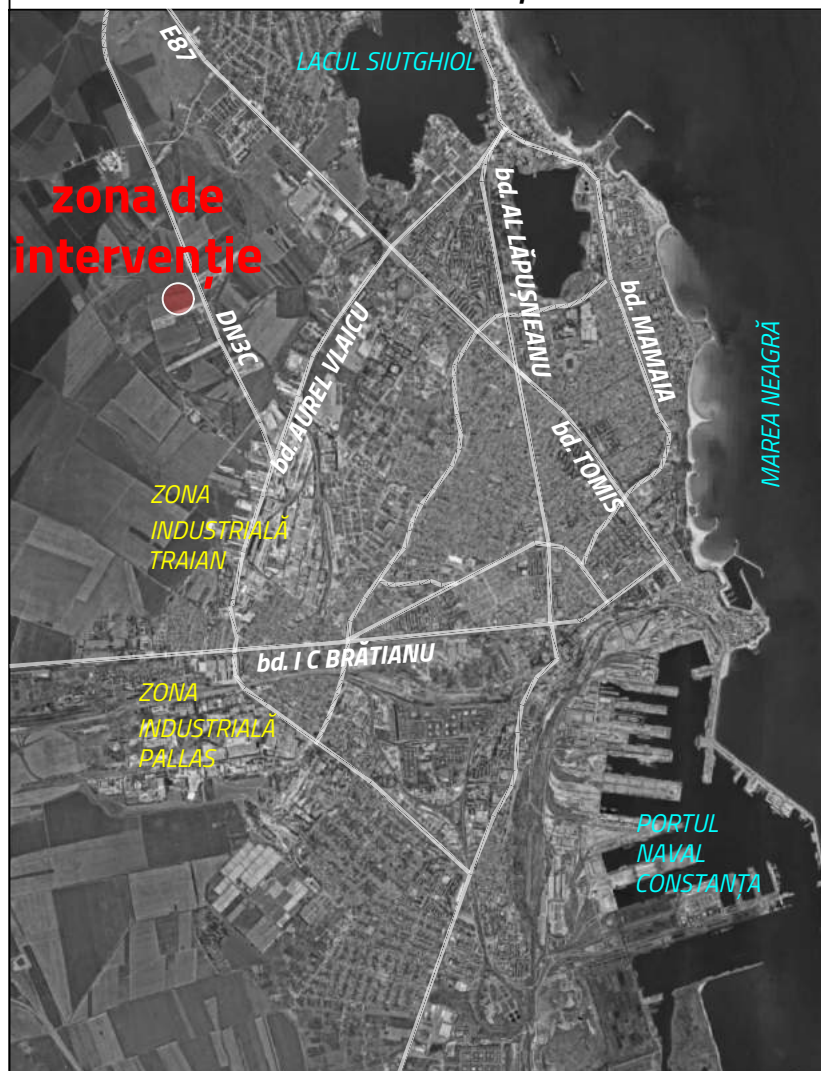 E87
LACUL SIUTGHIOL
zona de
intervenție
DN3C
bd. AUREL VLAICU
bd. AL LĂPUȘNEANU
bd. MAMAIA
MAREA NEAGRĂ
bd. TOMIS
ZONA
INDUSTRIALĂ
TRAIAN
bd. I C BRĂTIANU
ZONA
INDUSTRIALĂ
PALLAS
PORTUL
NAVAL
CONSTANȚA